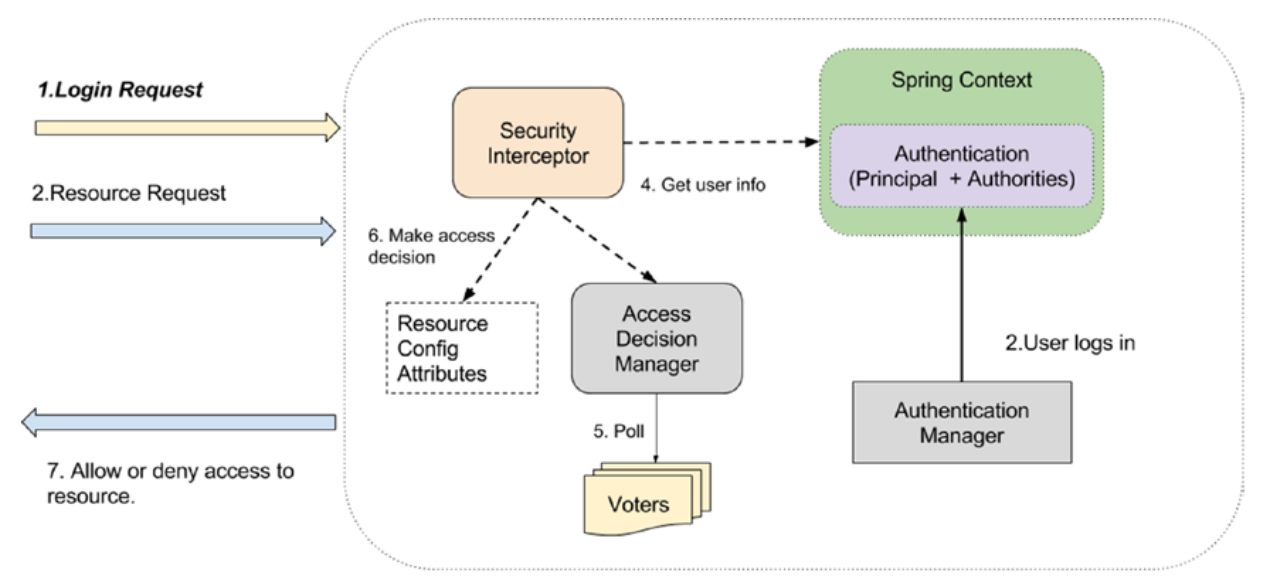 1.Login Request
2.Resource Request
Security
Interceptor
Spring Context
Authentication
(Principal + Authorities)
4. Get user info
6. Make access
decision
Resource
Config
Attributes
Access
Decision
Manager
2.User logs in
Authentication
Manager
5. Poll
Voters
7. Allow or deny access to
resource.